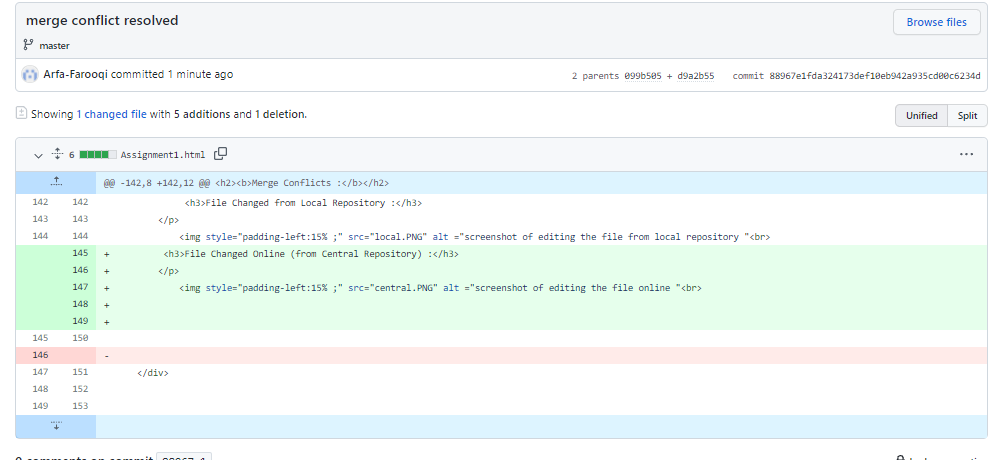 merge conflict resolved
Browse files
master
Arfa-Farooqi committed 1 minute ago
2 parents 099b505 + d9a2b55 commit 88967e1fda324173def10eb942a935cd00c6234d
Showing 1 changed file with 5 additions and 1 deletion.
Unified Split
6 Assignment1.html
@@ -142,8 +142,12 @@ <h2><b>Merge Conflicts :</b></h2>
142 142 <h3>File Changed from Local Repository :</h3>
143 143 </p>
144 144 <img style="padding-left:15% ;" src="local.PNG" alt ="screenshot of editing the file from local repository "<br>
145 + <h3>File Changed Online (from Central Repository) :</h3>
146 + </p>
147 + <img style="padding-left:15% ;" src="central.PNG" alt ="screenshot of editing the file online "<br>
148 +
149 +
145 150
146 -
147 151 </div>
148 152
149 153